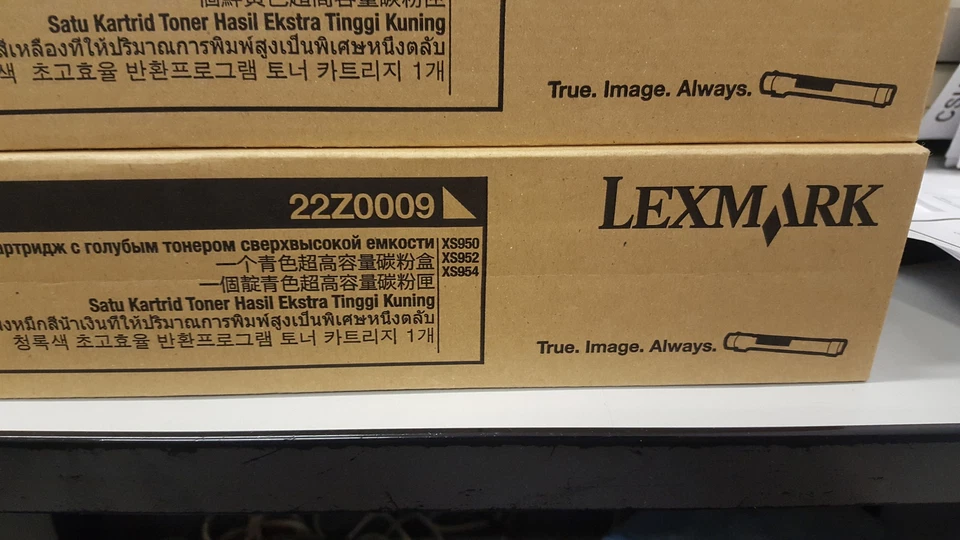 Satu Kartrid Toner Hasil Ekstra Tinggi Kuning
สีเหลืองที่ให้ปริมาณการพิมพ์สูงเป็นพิเศษหนึ่งตลับ
색 초고효율 반환프로그램 토너 카트리지 1개
True. Image. Always.
22Z0009
LEXMARK
артридж с голубым тонером сверхвысокой емкости
XS950
一个青色超高容量碳粉盒
XS952
一個靛青色超高容量碳粉匣
XS954
Satu Kartrid Toner Hasil Ekstra Tinggi Kuning
งหมึกสีน้ำเงินที่ให้ปริมาณการพิมพ์สูงเป็นพิเศษหนึ่งตลับ
청록색 초고효율 반환프로그램 토너 카트리지 1개
True. Image. Always.